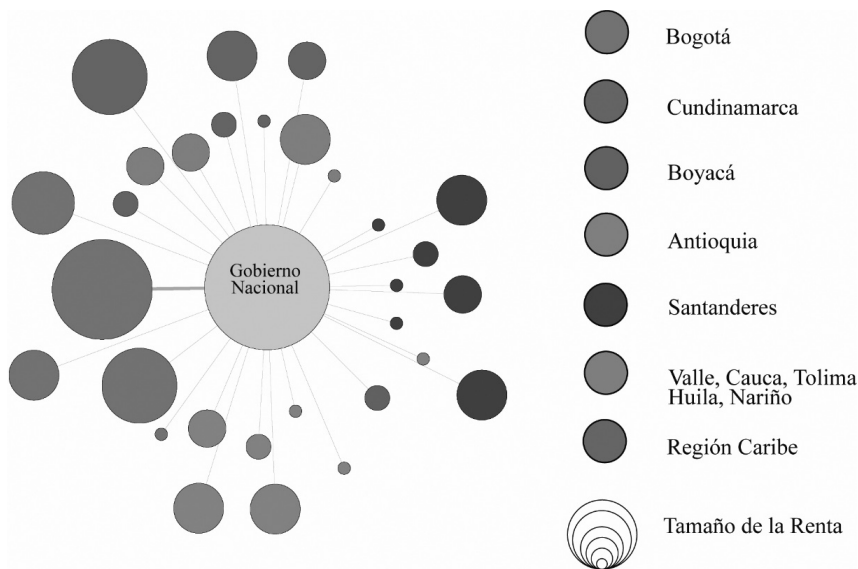 Gobierno
Nacional
Bogotá
Cundinamarca
Boyacá
Antioquia
Santanderes
Valle, Cauca, Tolima
Huila, Nariño
Región Caribe
Tamaño de la Renta